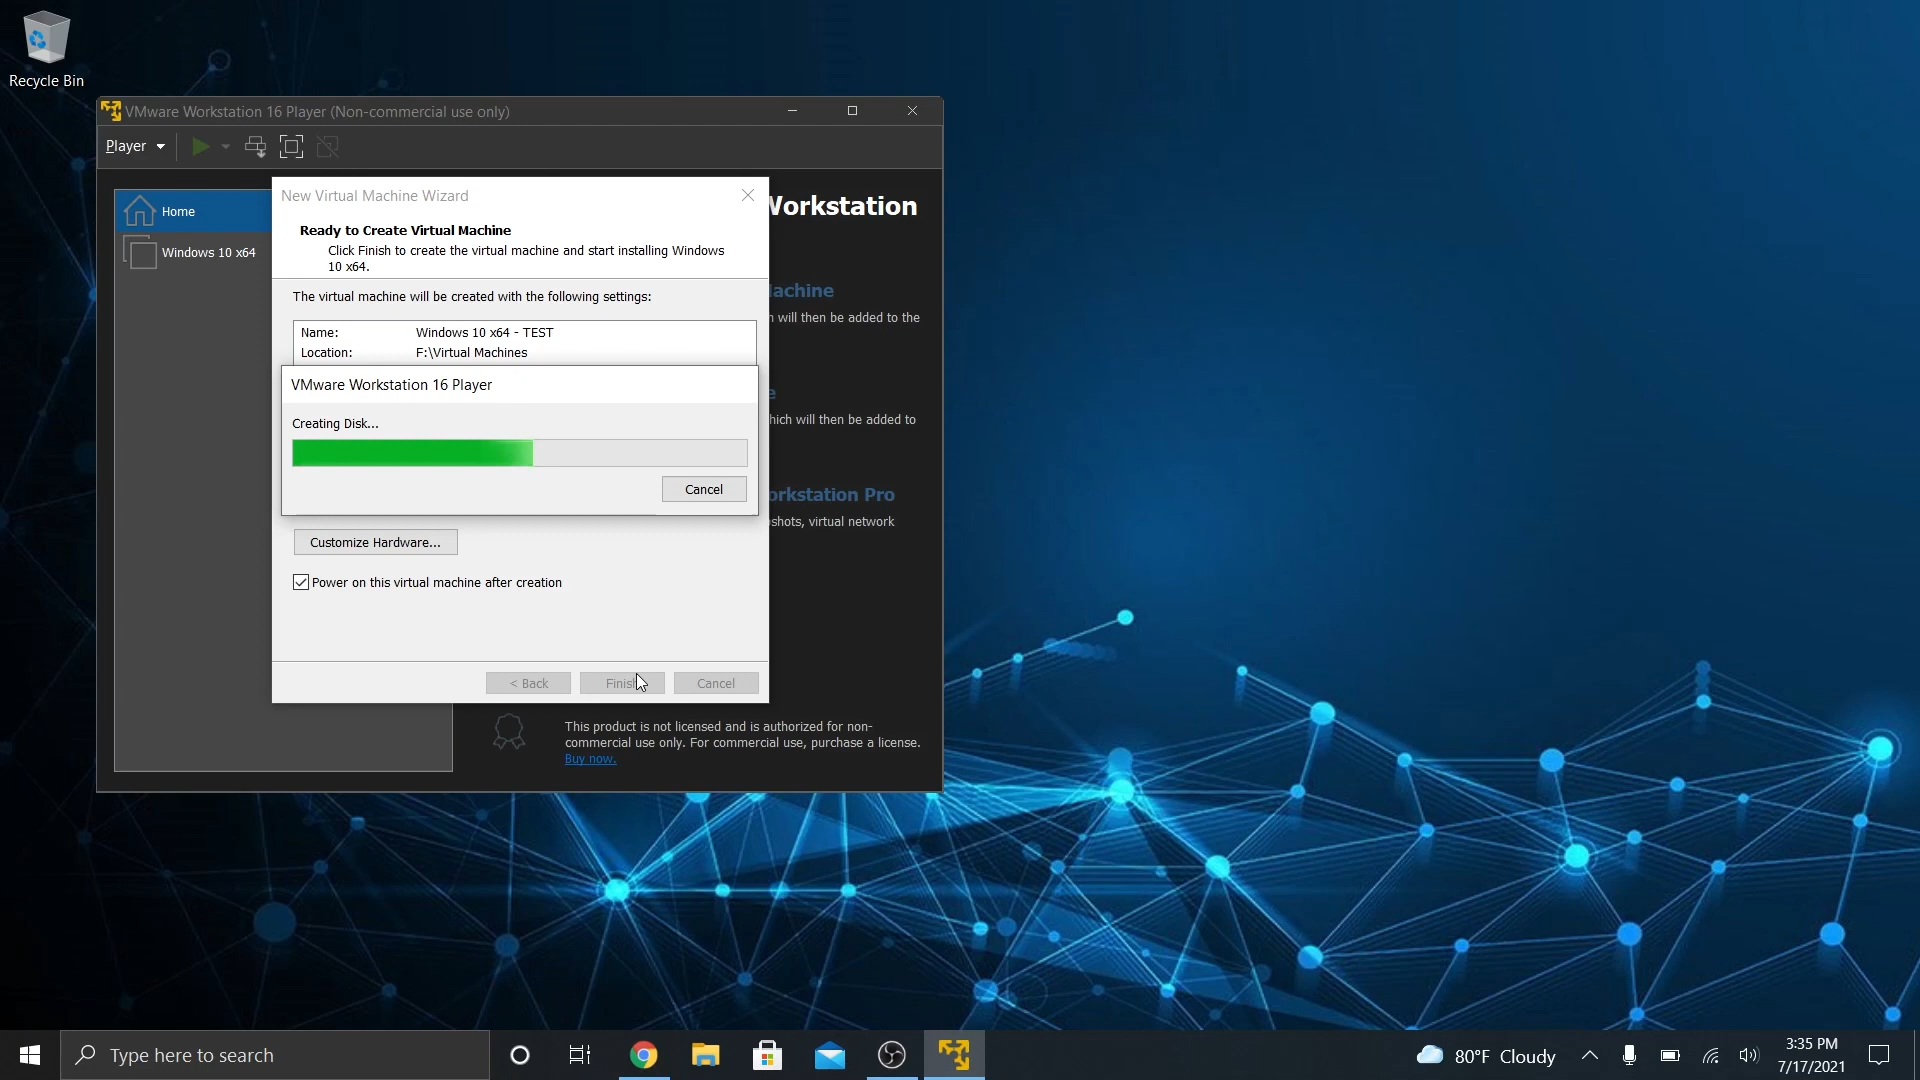 Recycle Bin
VMware Workstation 16 Player (Non-commercial use only)
Player
Home
Windows 10 x64
New Virtual Machine Wizard
Ready to Create Virtual Machine
Click Finish to create the virtual machine and start installing Windows
10 x64.
The virtual machine will be created with the following settings:
Name: Windows 10 x64 - TEST
Location: F:\Virtual Machines
VMware Workstation 16 Player
Creating Disk...
Cancel
Customize Hardware...
Power on this virtual machine after creation
< Back
Finish
Cancel
Workstation
Machine
will then be added to the
which will then be added to
Workstation Pro
shots, virtual network
This product is not licensed and is authorized for non-
commercial use only. For commercial use, purchase a license.
Buy now.
Type here to search
80°F Cloudy
3:35 PM
7/17/2021